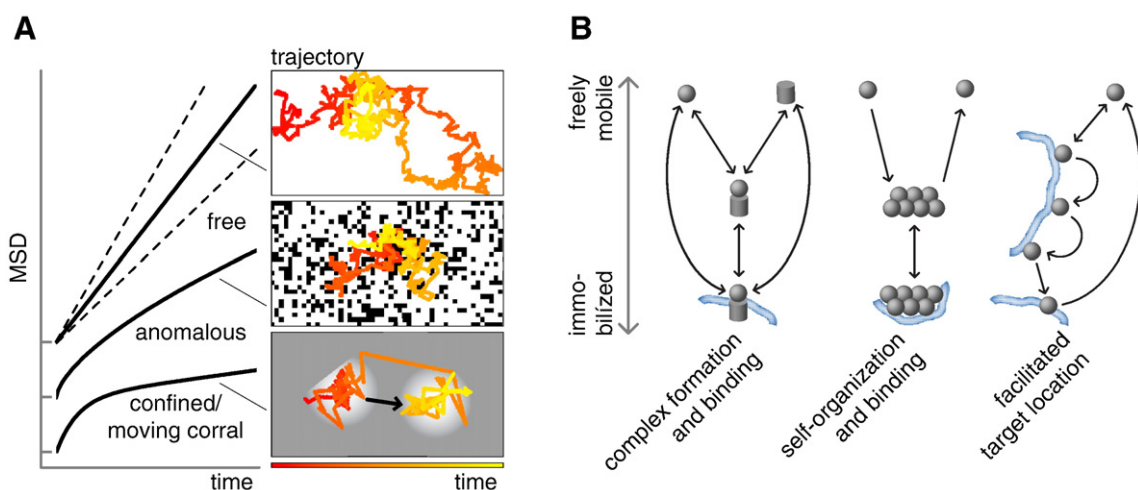 A
trajectory
MSD
free
anomalous
confined/
moving corral
time
time
B
freely
mobile
immo-
bilized
complex formation
and binding
self-organization
and binding
facilitated
target location